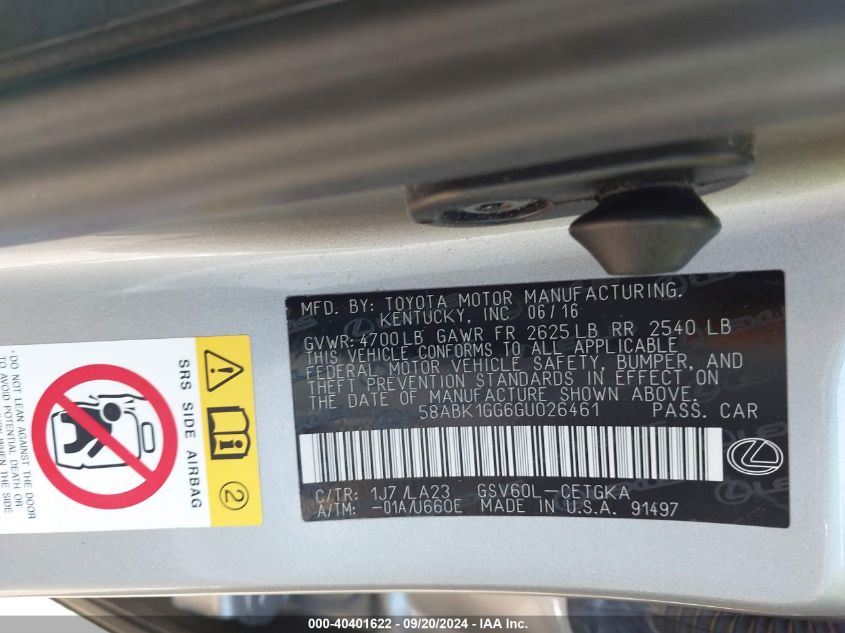 MFD. BY: TOYOTA MOTOR MANUFACTURING.
KENTUCKY, INC 06/16
GVWR: 4700LB GAWR FR 2625LB RR 2540 LB
THIS VEHICLE CONFORMS TO ALL APPLICABLE
FEDERAL MOTOR VEHICLE SAFETY, BUMPER, AND
THEFT PREVENTION STANDARDS IN EFFECT ON
THE DATE OF MANUFACTURE SHOWN ABOVE.
58ABK1GG6GU026461 PASS. CAR
C/TR: 1J7/LA23 GSV60L-CETGKA
A/TM: -01A/U660E MADE IN U.S.A. 91497
SRS SIDE AIRBAG
2
•DO NOT LEAN AGAINST THE DOOR
TO AVOID POTENTIAL DEATH OR
WHEN THE SIDE
000-40401622 - 09/20/2024 - IAA Inc.